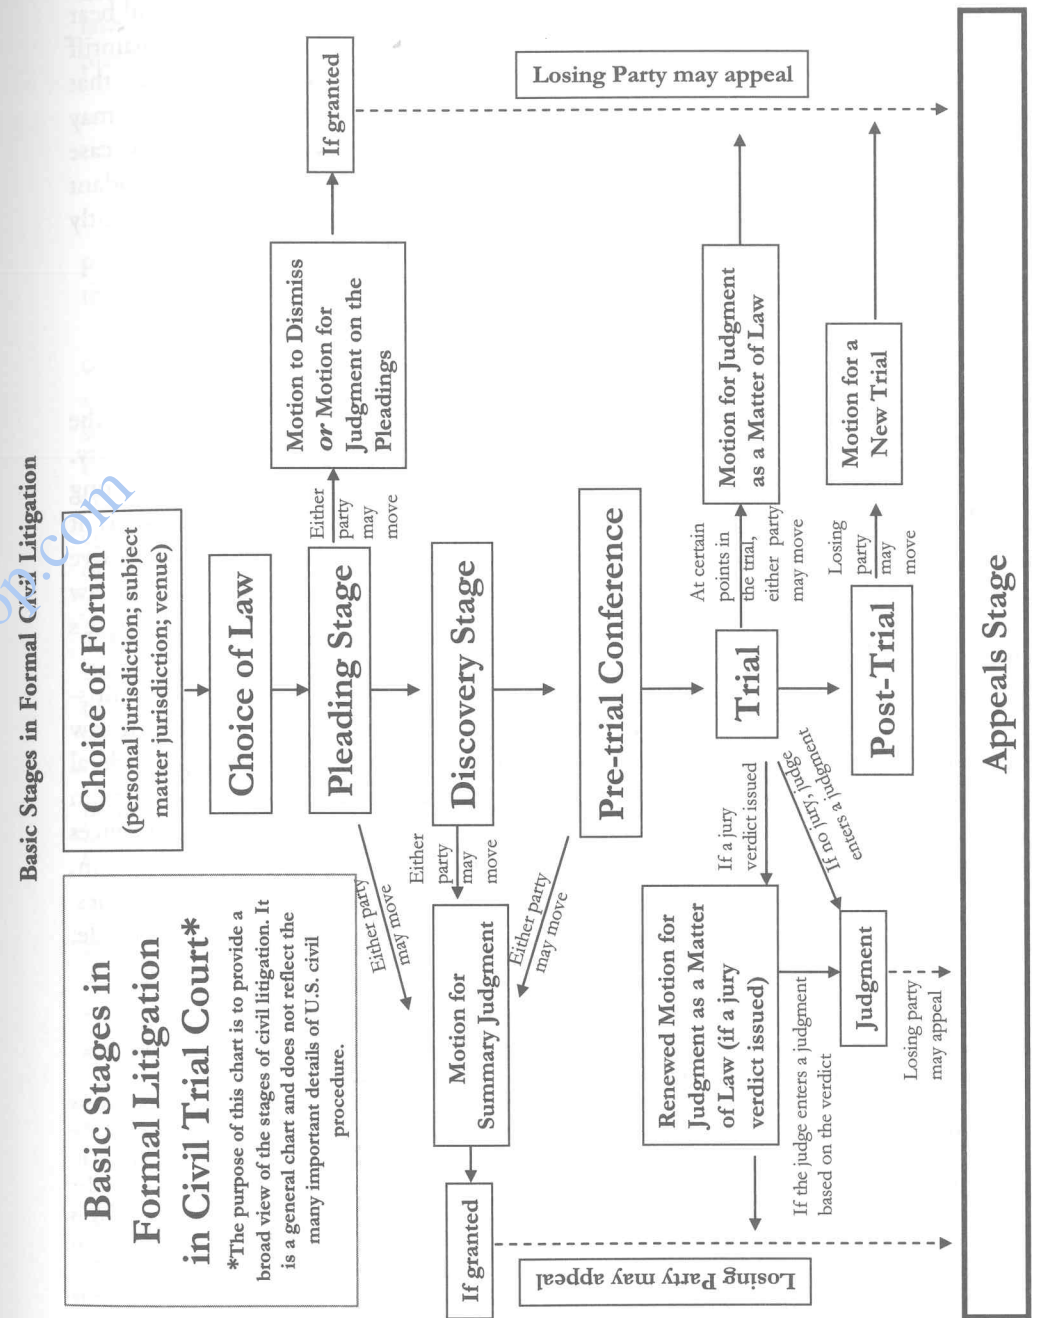 Basic Stages in Formal Civil Litigation
Basic Stages in
Formal Litigation
in Civil Trial Court*
*The purpose of this chart is to provide a
broad view of the stages of civil litigation. It
is a general chart and does not reflect the
many important details of U.S. civil
procedure.
Choice of Forum
(personal jurisdiction; subject
matter jurisdiction; venue)
Choice of Law
Pleading Stage
Either
party
may
move
Motion to Dismiss
or Motion for
Judgment on the
Pleadings
If granted
Losing Party may appeal
Either party
may move
Discovery Stage
Either
party
may
move
Motion for
Summary Judgment
If granted
Losing Party may appeal
Pre-trial Conference
Either party
may move
Trial
At certain
points in
the trial,
either party
may move
Motion for Judgment
as a Matter of Law
If a jury
verdict issued
Renewed Motion for
Judgment as a Matter
of Law (if a jury
verdict issued)
If no jury, judge
enters a judgment
If the judge enters a judgment
based on the verdict
Judgment
Losing party
may appeal
Post-Trial
Losing
party
may
move
Motion for a
New Trial
Appeals Stage
op.com